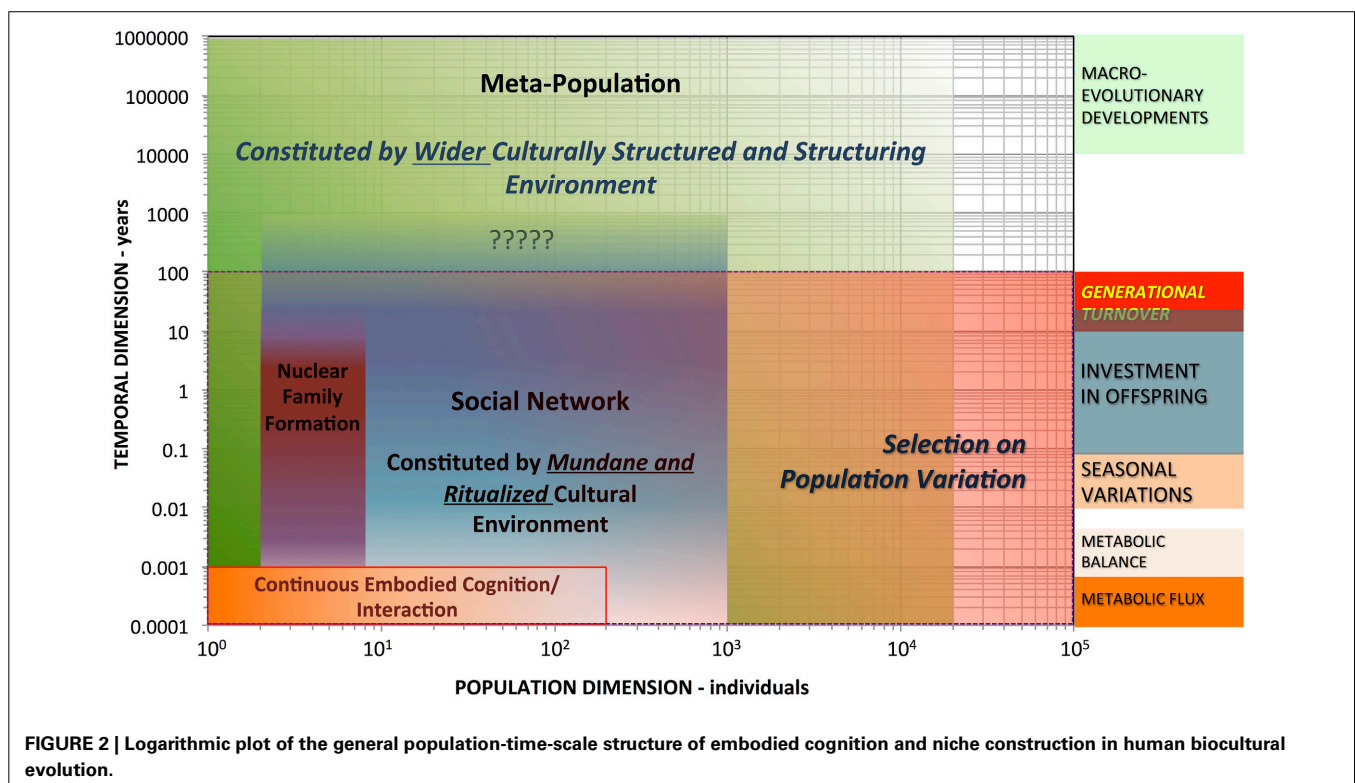 1000000
100000
10000
1000
100
10
1
0.1
0.01
0.001
0.0001
TEMPORAL DIMENSION - years
Meta-Population
Constituted by Wider Culturally Structured and Structuring
Environment
?????
Nuclear
Family
Formation
Social Network
Constituted by Mundane and
Ritualized Cultural
Environment
Selection on
Population Variation
Continuous Embodied Cognition/
Interaction
MACRO-
EVOLUTIONARY
DEVELOPMENTS
GENERATIONAL
TURNOVER
INVESTMENT
IN OFFSPRING
SEASONAL
VARIATIONS
METABOLIC
BALANCE
METABOLIC FLUX
10⁰ 10¹ 10² 10³ 10⁴ 10⁵
POPULATION DIMENSION - individuals
FIGURE 2 | Logarithmic plot of the general population-time-scale structure of embodied cognition and niche construction in human biocultural
evolution.